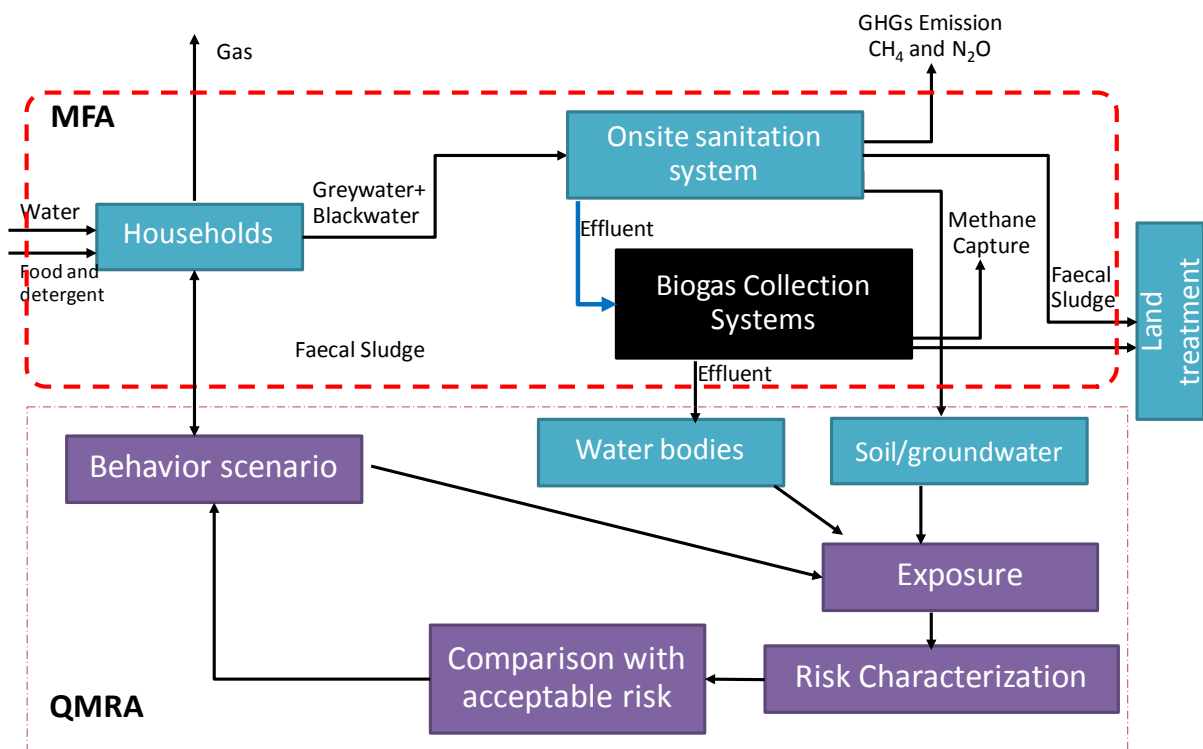 Gas
GHGs Emission
CH₄ and N₂O
MFA
Onsite sanitation
system
Greywater+
Blackwater
Water
Households
Food and
detergent
Effluent
Methane
Capture
Biogas Collection
Systems
Faecal
Sludge
Land
treatment
Faecal Sludge
Effluent
Behavior scenario
Water bodies
Soil/groundwater
Exposure
Comparison with
acceptable risk
Risk Characterization
QMRA